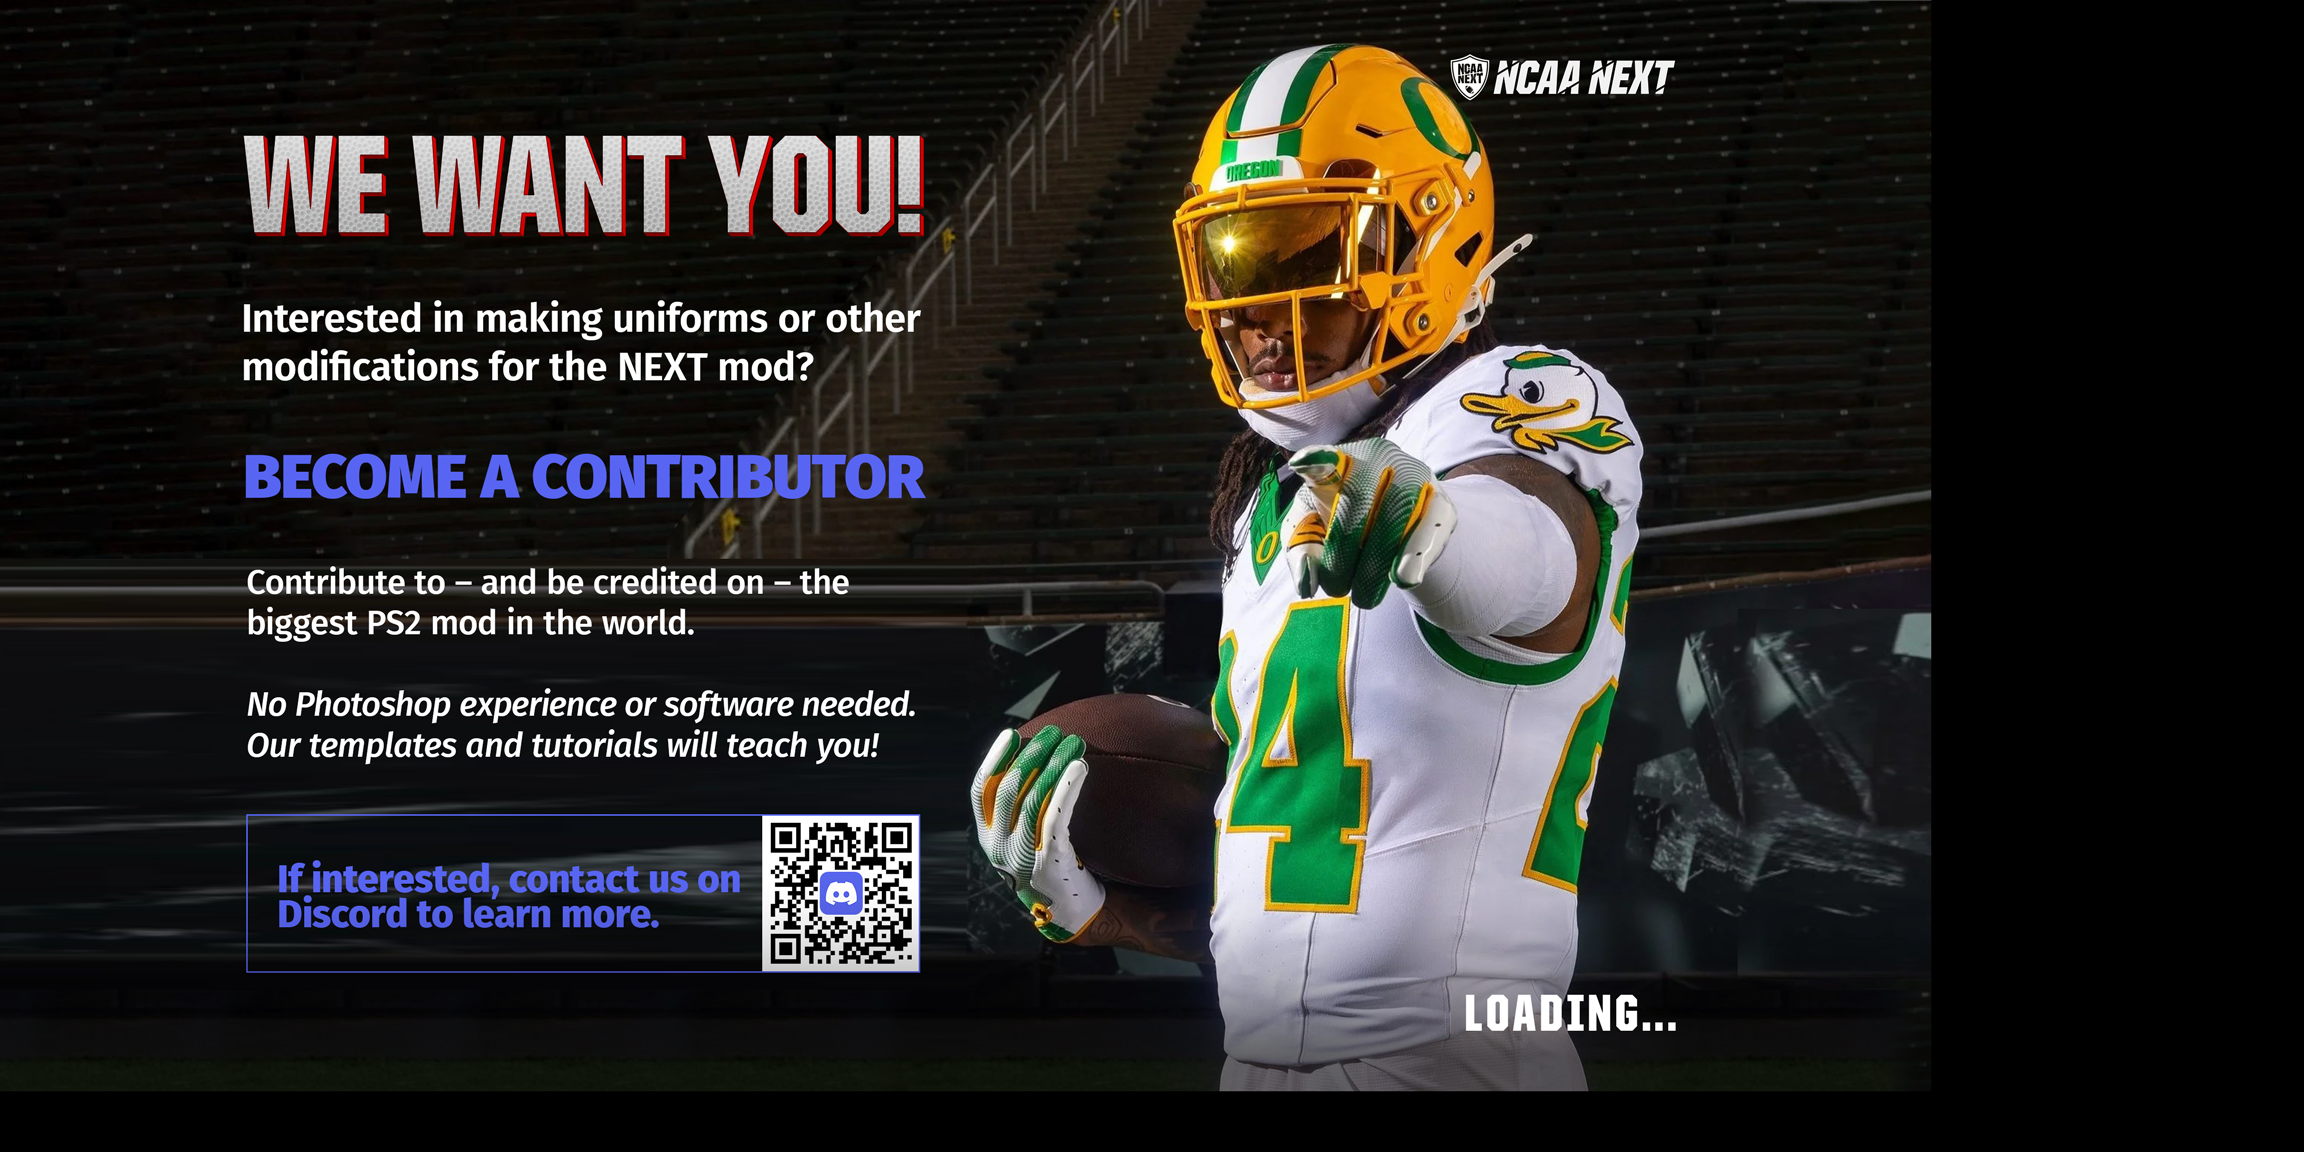 NCAA NEXT
NCAA NEXT
WE WANT YOU!
OREGON
Interested in making uniforms or other
modifications for the NEXT mod?
BECOME A CONTRIBUTOR
O
Contribute to – and be credited on – the
biggest PS2 mod in the world.
24
No Photoshop experience or software needed.
Our templates and tutorials will teach you!
If interested, contact us on
Discord to learn more.
LOADING...